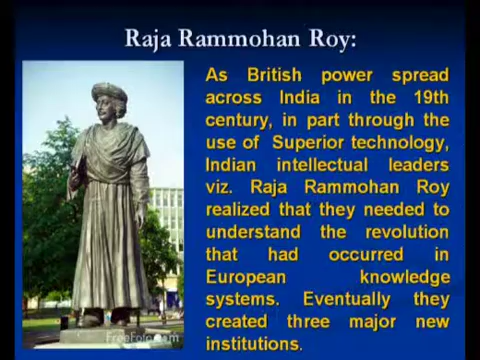 Raja Rammohan Roy:
As British power spread
across India in the 19th
century, in part through the
use of Superior technology,
Indian intellectual leaders
viz. Raja Rammohan Roy
realized that they needed to
understand the revolution
that had occurred in
European knowledge
systems. Eventually they
created three major new
institutions.
FreeFoto.com